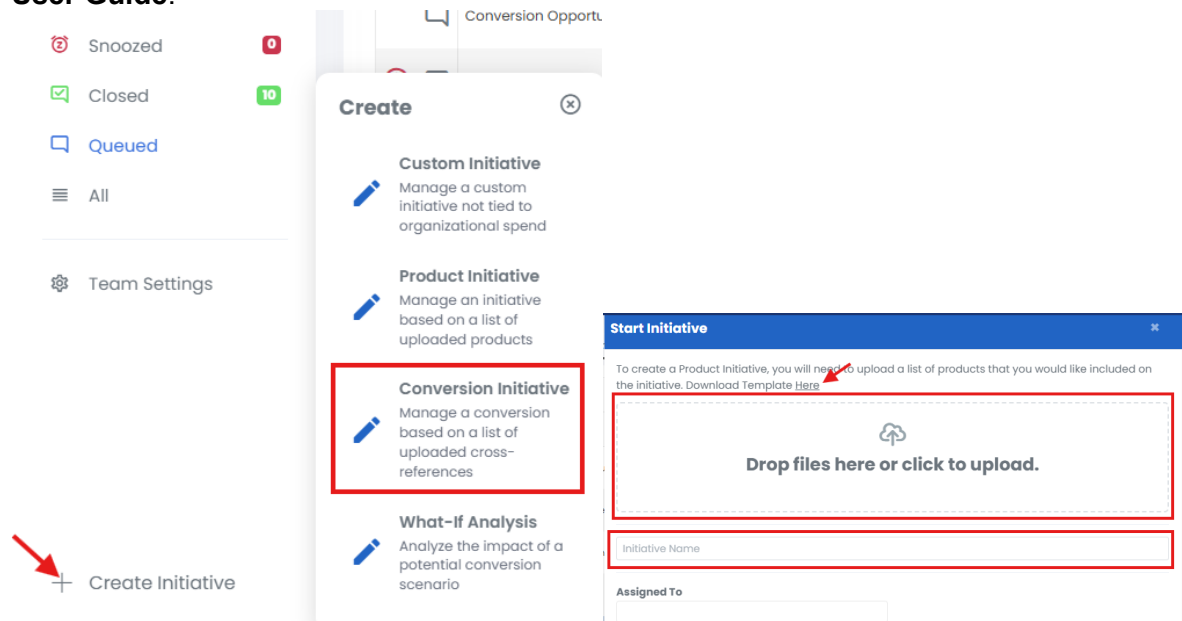 User Guide.
Snoozed 0
Closed 10
Queued
All
Team Settings
Create Initiative
Conversion Opportu
Create
Custom Initiative
Manage a custom
initiative not tied to
organizational spend
Product Initiative
Manage an initiative
based on a list of
uploaded products
Conversion Initiative
Manage a conversion
based on a list of
uploaded cross-
references
What-If Analysis
Analyze the impact of a
potential conversion
scenario
Start Initiative
To create a Product Initiative, you will need to upload a list of products that you would like included on
the initiative. Download Template Here
Drop files here or click to upload.
Initiative Name
Assigned To